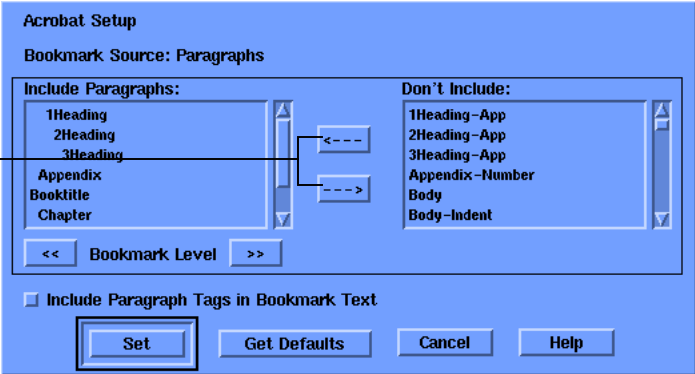 Acrobat Setup
Bookmark Source: Paragraphs
Include Paragraphs:
1Heading
2Heading
3Heading
Appendix
Booktitle
Chapter
<---
--->
Don't Include:
1Heading-App
2Heading-App
3Heading-App
Appendix-Number
Body
Body-Indent
<< Bookmark Level >>
Include Paragraph Tags in Bookmark Text
Set Get Defaults Cancel Help